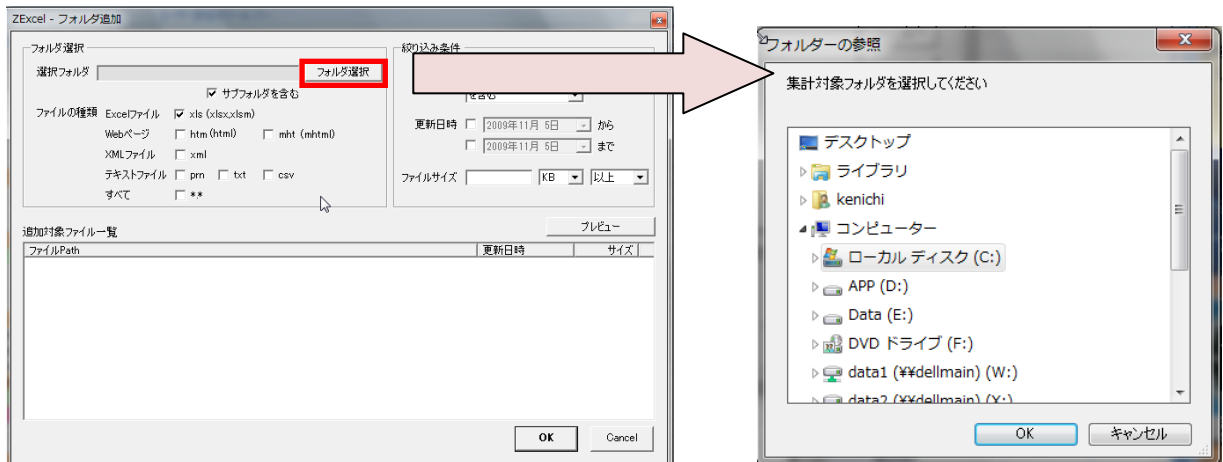 ZExcel - フォルダ追加
フォルダ選択
選択フォルダ
フォルダ選択
サブフォルダを含む
ファイルの種類 Excelファイル xls (xlsx,xlsm)
Webページ htm (html) mht (mhtml)
XMLファイル xml
テキストファイル prn txt csv
すべて *.*
絞り込み条件
を含む
更新日時 2009年11月 5日 から
2009年11月 5日 まで
ファイルサイズ KB 以上
プレビュー
追加対象ファイル一覧
ファイルPath 更新日時 サイズ
OK Cancel
フォルダーの参照
集計対象フォルダを選択してください
デスクトップ
ライブラリ
kenichi
コンピューター
ローカル ディスク (C:)
APP (D:)
Data (E:)
DVD ドライブ (F:)
data1 (¥¥dellmain) (W:)
data2 (¥¥dellmain) (X:)
OK キャンセル